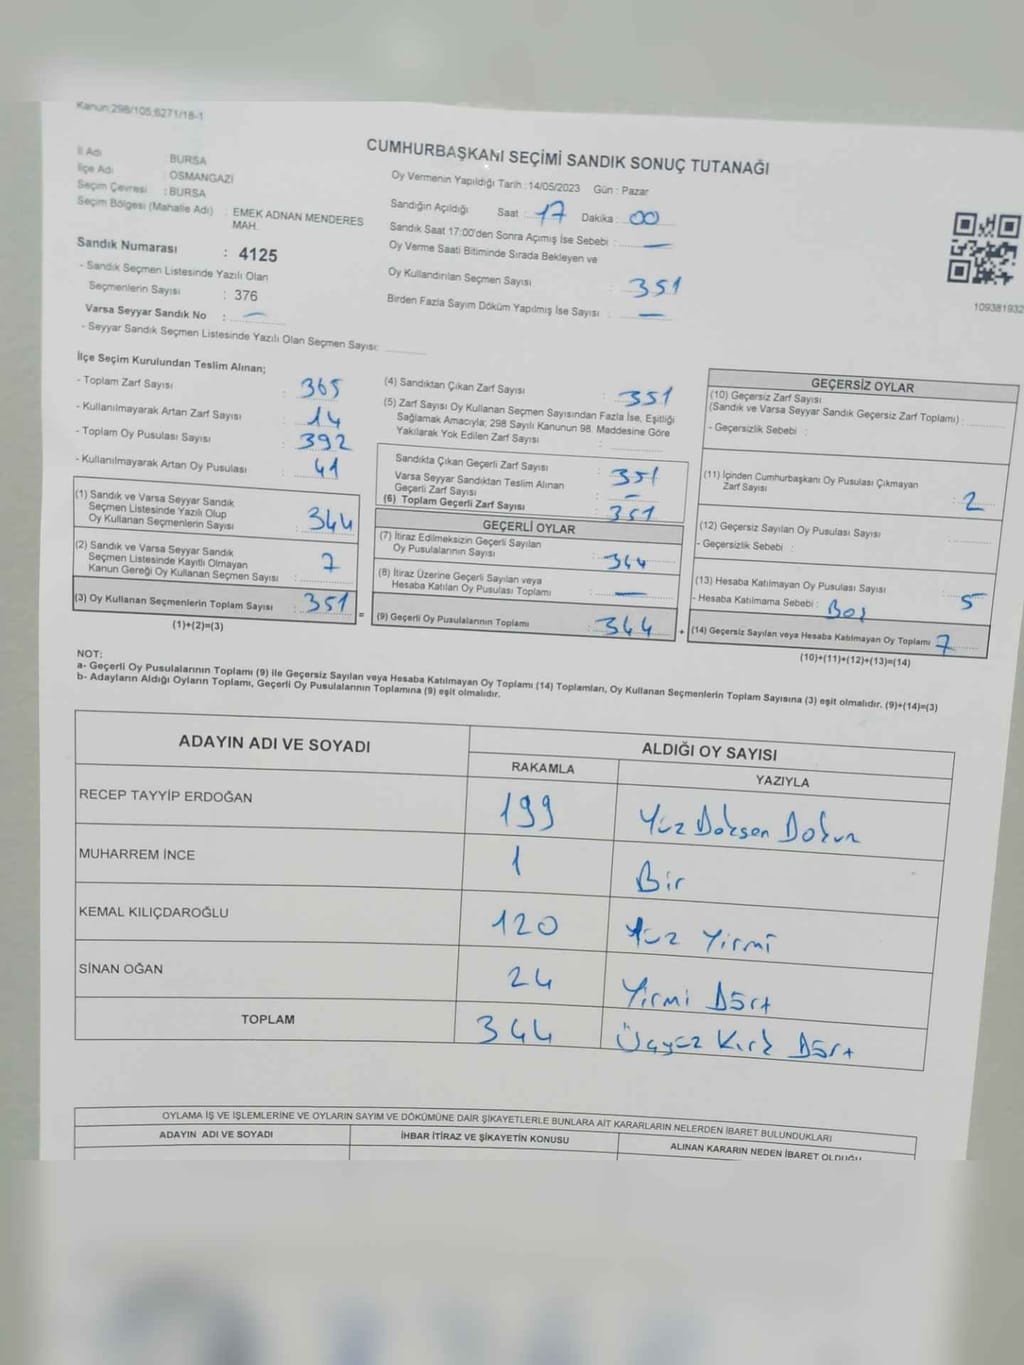 Kanun:298/105,6271/18-1
CUMHURBAŞKANI SEÇİMİ SANDIK SONUÇ TUTANAĞI
İl Adı : BURSA
İlçe Adı : OSMANGAZİ
Seçim Çevresi : BURSA
Seçim Bölgesi (Mahalle Adı) : EMEK ADNAN MENDERES
MAH.
Sandık Numarası : 4125
- Sandık Seçmen Listesinde Yazılı Olan
Seçmenlerin Sayısı : 376
Varsa Seyyar Sandık No : —
- Seyyar Sandık Seçmen Listesinde Yazılı Olan Seçmen Sayısı:
Oy Vermenin Yapıldığı Tarih : 14/05/2023 Gün : Pazar
Sandığın Açıldığı Saat : 17 Dakika : 00
Sandık Saat 17:00'den Sonra Açımış İse Sebebi : —
Oy Verme Saati Bitiminde Sırada Bekleyen ve
Oy Kullandırılan Seçmen Sayısı : 351
Birden Fazla Sayım Döküm Yapılmış İse Sayısı : —
109381932
İlçe Seçim Kurulundan Teslim Alınan;
- Toplam Zarf Sayısı : 365
- Kullanılmayarak Artan Zarf Sayısı : 14
- Toplam Oy Pusulası Sayısı : 392
- Kullanılmayarak Artan Oy Pusulası : 41
(1) Sandık ve Varsa Seyyar Sandık
Seçmen Listesinde Yazılı Olup
Oy Kullanan Seçmenlerin Sayısı : 344
(2) Sandık ve Varsa Seyyar Sandık
Seçmen Listesinde Kayıtlı Olmayan
Kanun Gereği Oy Kullanan Seçmen Sayısı : 7
(3) Oy Kullanan Seçmenlerin Toplam Sayısı : 351 =
(1)+(2)=(3)
(4) Sandıktan Çıkan Zarf Sayısı : 351
(5) Zarf Sayısı Oy Kullanan Seçmen Sayısından Fazla İse, Eşitliği
Sağlamak Amacıyla; 298 Sayılı Kanunun 98. Maddesine Göre
Yakılarak Yok Edilen Zarf Sayısı :
Sandıkta Çıkan Geçerli Zarf Sayısı : 351
Varsa Seyyar Sandıktan Teslim Alınan
Geçerli Zarf Sayısı : —
(6) Toplam Geçerli Zarf Sayısı : 351
GEÇERLİ OYLAR
(7) İtiraz Edilmeksizin Geçerli Sayılan
Oy Pusulalarının Sayısı : 344
(8) İtiraz Üzerine Geçerli Sayılan veya
Hesaba Katılan Oy Pusulası Toplamı : —
(9) Geçerli Oy Pusulalarının Toplamı : 344 +
GEÇERSİZ OYLAR
(10) Geçersiz Zarf Sayısı
(Sandık ve Varsa Seyyar Sandık Geçersiz Zarf Toplamı) :
- Geçersizlik Sebebi :
(11) İçinden Cumhurbaşkanı Oy Pusulası Çıkmayan
Zarf Sayısı : 2
(12) Geçersiz Sayılan Oy Pusulası Sayısı :
- Geçersizlik Sebebi :
(13) Hesaba Katılmayan Oy Pusulası Sayısı : 5
- Hesaba Katılmama Sebebi : Boş
(14) Geçersiz Sayılan veya Hesaba Katılmayan Oy Toplamı : 7
(10)+(11)+(12)+(13)=(14)
NOT:
a- Geçerli Oy Pusulalarının Toplamı (9) ile Geçersiz Sayılan veya Hesaba Katılmayan Oy Toplamı (14) Toplamları, Oy Kullanan Seçmenlerin Toplam Sayısına (3) eşit olmalıdır. (9)+(14)=(3)
b- Adayların Aldığı Oyların Toplamı, Geçerli Oy Pusulalarının Toplamına (9) eşit olmalıdır.
ADAYIN ADI VE SOYADI ALDIĞI OY SAYISI
RAKAMLA YAZIYLA
RECEP TAYYİP ERDOĞAN 199 Yüz Doksan Dokuz
MUHARREM İNCE 1 Bir
KEMAL KILIÇDAROĞLU 120 Yüz Yirmi
SİNAN OĞAN 24 Yirmi Dört
TOPLAM 344 Üçyüz Kırk Dört
OYLAMA İŞ VE İŞLEMLERİNE VE OYLARIN SAYIM VE DÖKÜMÜNE DAİR ŞİKAYETLERLE BUNLARA AİT KARARLARIN NELERDEN İBARET BULUNDUKLARI
ADAYIN ADI VE SOYADI İHBAR İTİRAZ VE ŞİKAYETİN KONUSU ALINAN KARARIN NEDEN İBARET OLDUĞU